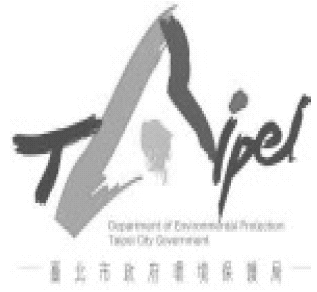 TAipei
Department of Environmental Protection
Taipei City Government
臺北市政府環境保護局